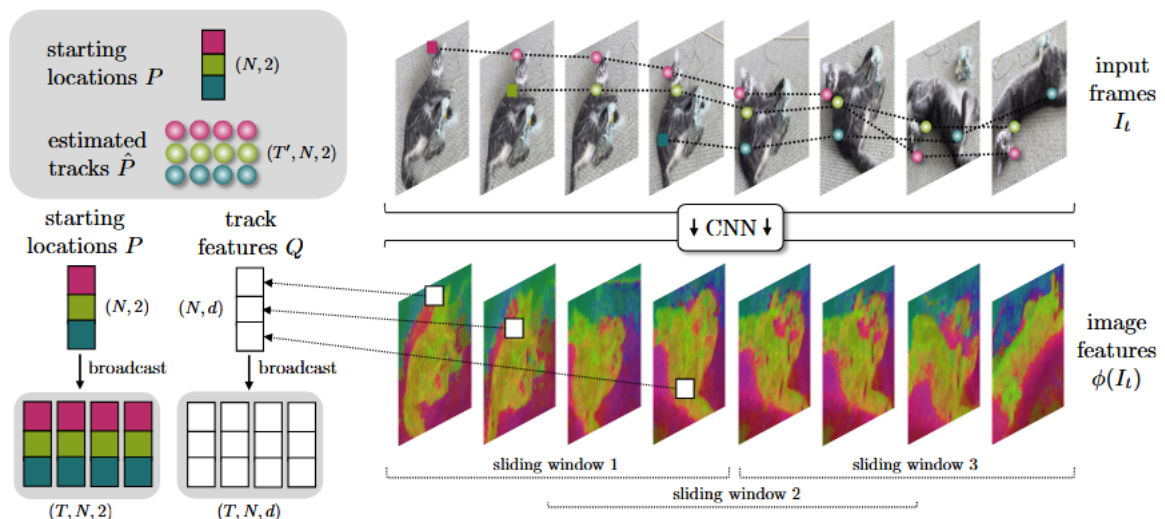 starting
locations P
(N, 2)
estimated
tracks P̂
(T′, N, 2)
input
frames
I_t
↓ CNN ↓
starting
locations P
(N, 2)
broadcast
(T, N, 2)
track
features Q
(N, d)
broadcast
(T, N, d)
image
features
ϕ(I_t)
sliding window 1
sliding window 3
sliding window 2